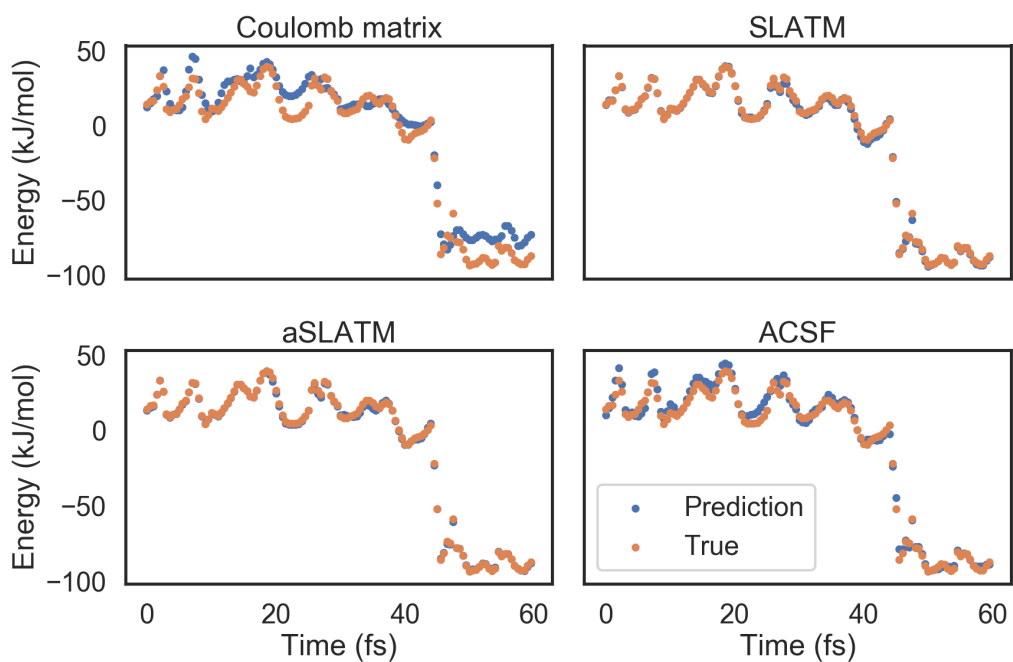 Coulomb matrix
SLATM
50
0
−50
−100
Energy (kJ/mol)
aSLATM
ACSF
50
0
−50
−100
Energy (kJ/mol)
Prediction
True
0 20 40 60
0 20 40 60
Time (fs)
Time (fs)